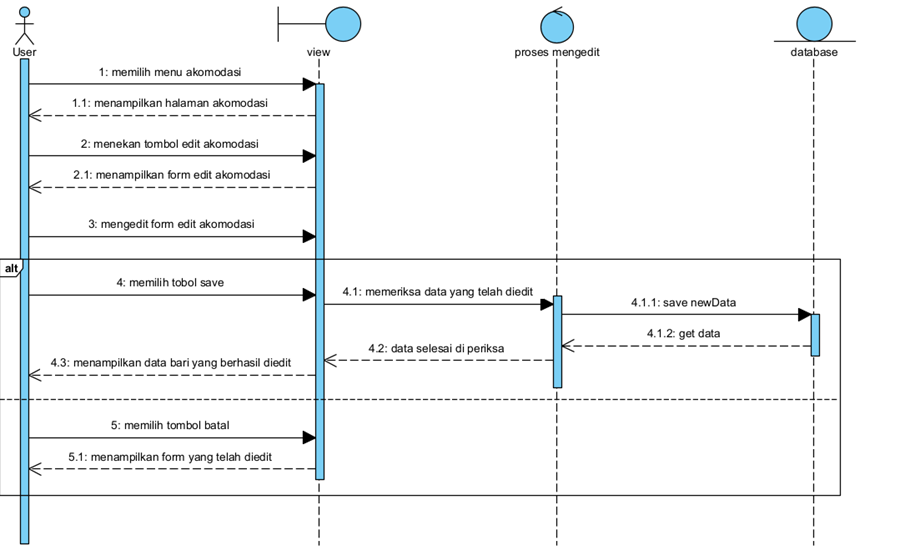 User
view
proses mengedit
database
1: memilih menu akomodasi
1.1: menampilkan halaman akomodasi
2: menekan tombol edit akomodasi
2.1: menampilkan form edit akomodasi
3: mengedit form edit akomodasi
alt
4: memilih tobol save
4.1: memeriksa data yang telah diedit
4.1.1: save newData
4.1.2: get data
4.2: data selesai di periksa
4.3: menampilkan data bari yang berhasil diedit
5: memilih tombol batal
5.1: menampilkan form yang telah diedit